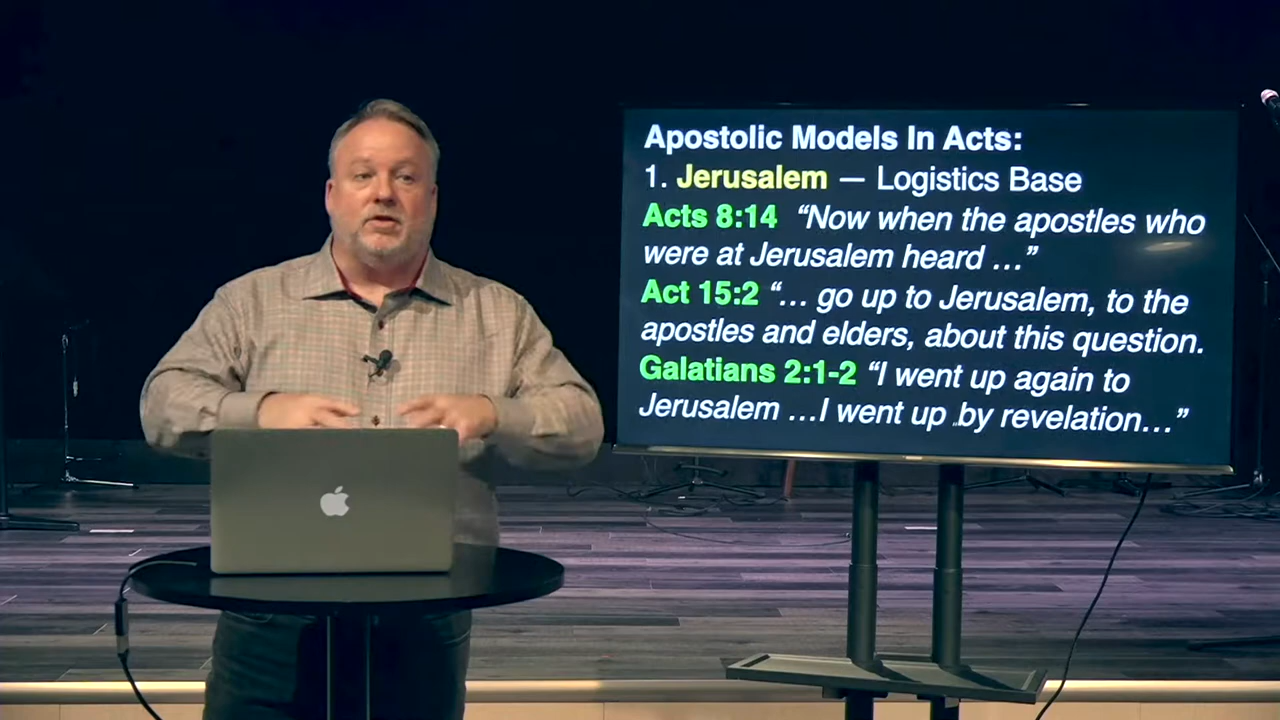 Apostolic Models In Acts:
1. Jerusalem — Logistics Base
Acts 8:14 “Now when the apostles who
were at Jerusalem heard ...”
Act 15:2 “... go up to Jerusalem, to the
apostles and elders, about this question.
Galatians 2:1-2 “I went up again to
Jerusalem ...I went up by revelation...”